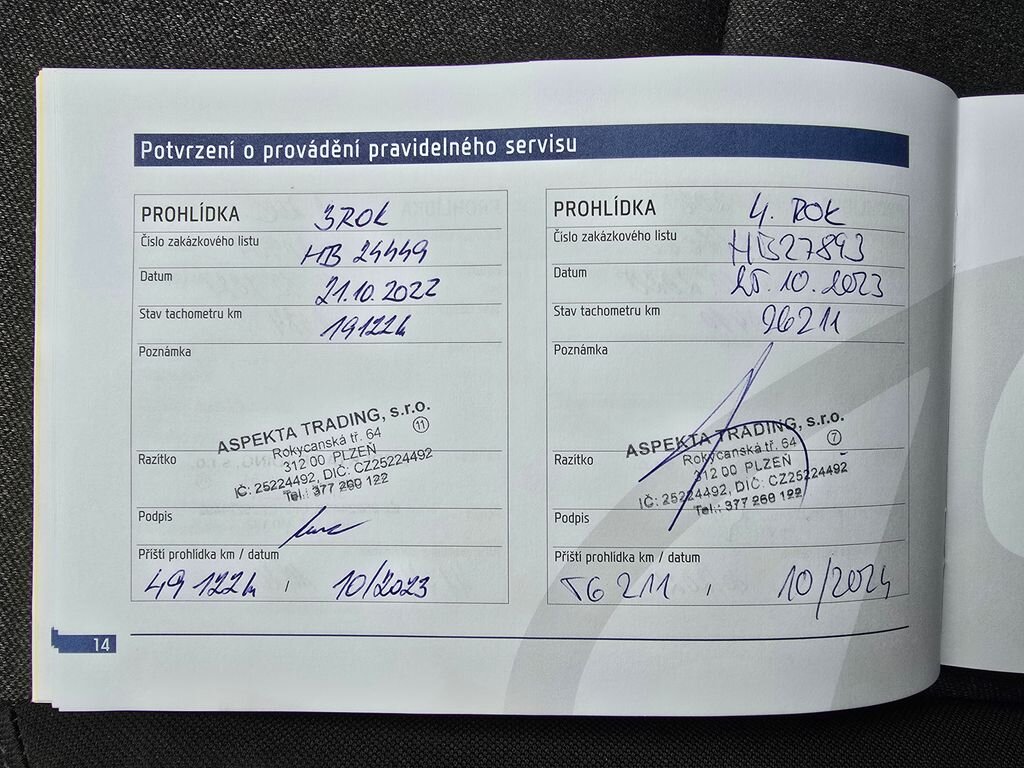 Potvrzení o provádění pravidelného servisu
PROHLÍDKA 3ROK
Číslo zakázkového listu HB 24449
Datum 21.10.2022
Stav tachometru km 19122k
Poznámka
ASPEKTA TRADING, s.r.o.
Rokycanská tř. 64 11
312 00 PLZEŇ
IČ: 25224492, DIČ: CZ25224492
Tel.: 377 260 122
Razítko
Podpis
Příští prohlídka km / datum
49 122k , 10/2023
PROHLÍDKA 4. ROK
Číslo zakázkového listu HB27893
Datum 25.10.2023
Stav tachometru km 26211
Poznámka
ASPEKTA TRADING, s.r.o.
Rokycanská tř. 64 7
312 00 PLZEŇ
IČ: 25224492, DIČ: CZ25224492
Tel.: 377 260 122
Razítko
Podpis
Příští prohlídka km / datum
56 211 , 10/2024
14